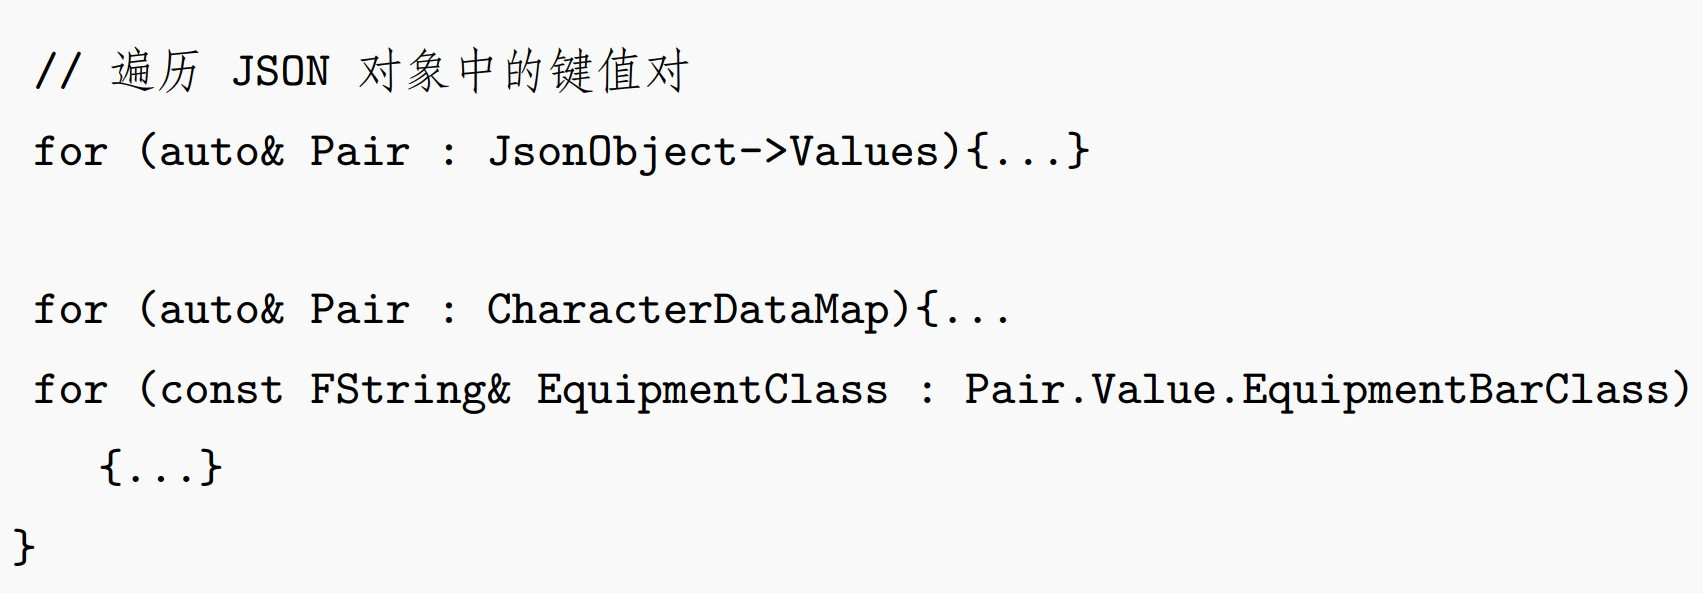 // 遍历 JSON 对象中的键值对
for (auto& Pair : JsonObject->Values){...}
for (auto& Pair : CharacterDataMap){...
for (const FString& EquipmentClass : Pair.Value.EquipmentBarClass)
{...}
}